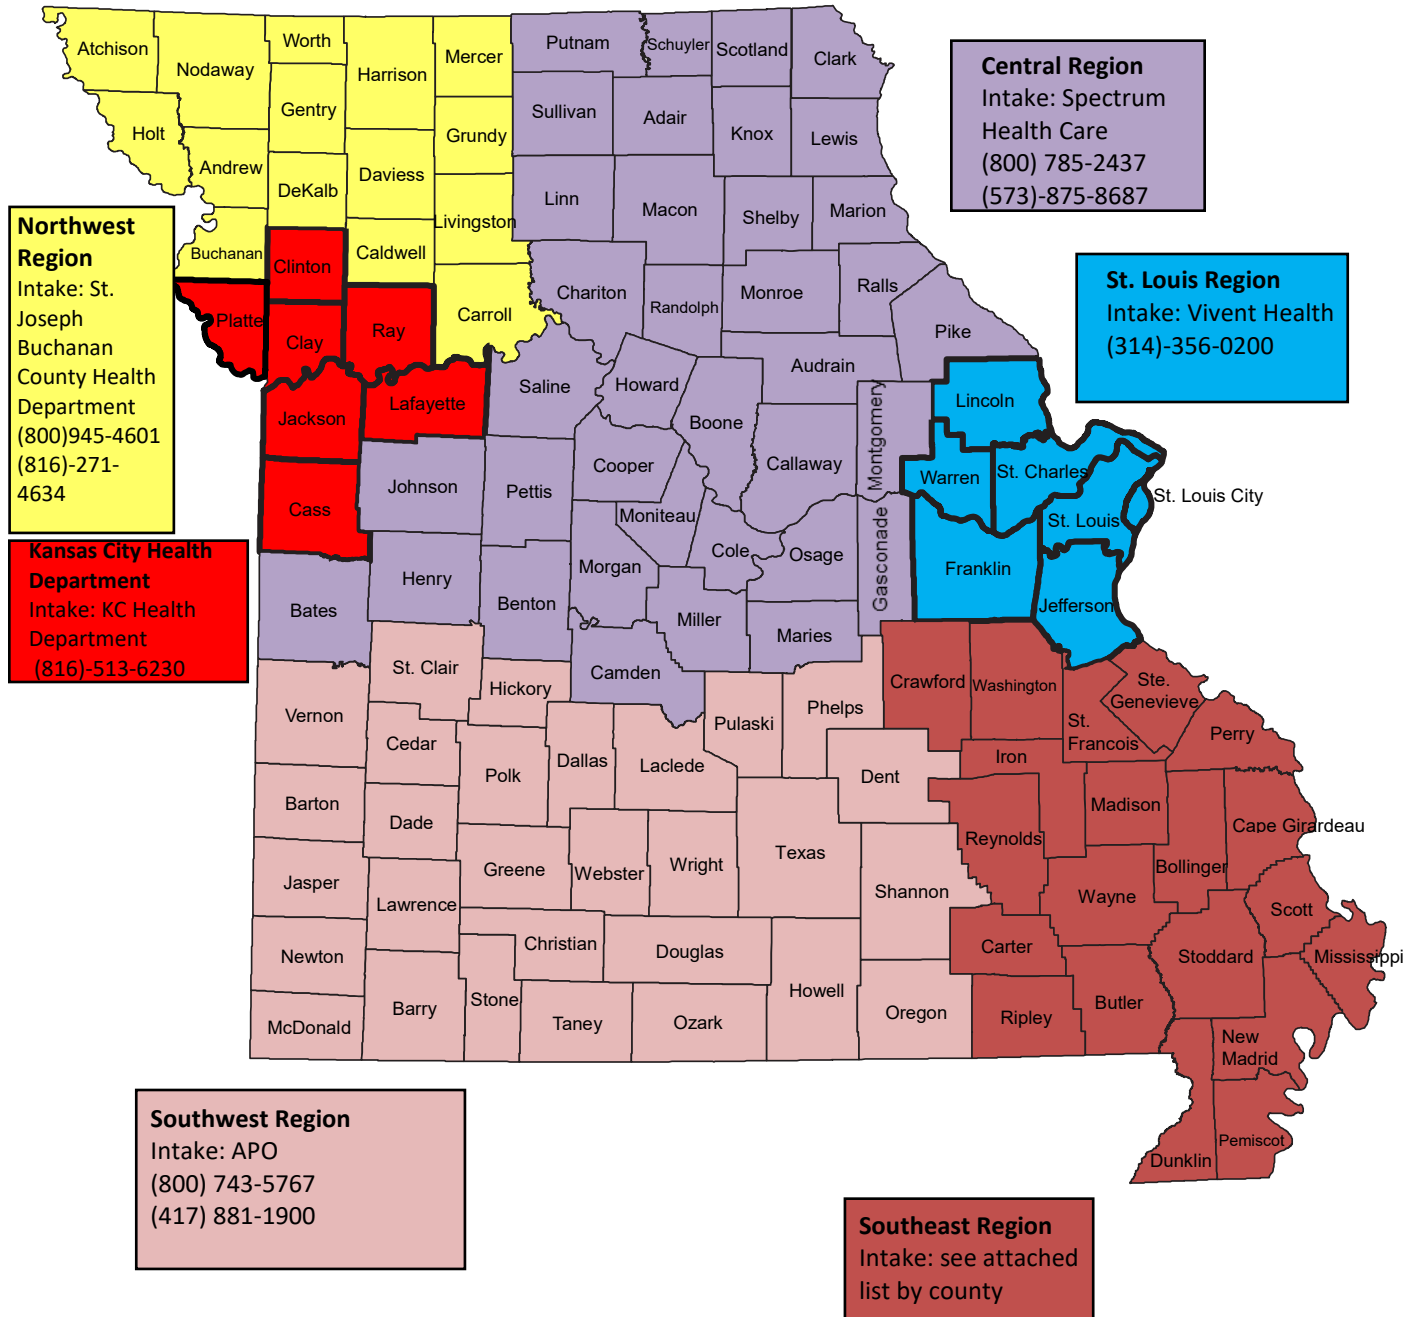 Atchison
Nodaway
Worth
Harrison
Mercer
Putnam
Schuyler
Scotland
Clark
Gentry
Holt
Grundy
Sullivan
Adair
Knox
Lewis
Andrew
DeKalb
Daviess
Livingston
Linn
Macon
Shelby
Marion
Buchanan
Clinton
Caldwell
Chariton
Randolph
Monroe
Ralls
Platte
Clay
Ray
Carroll
Pike
Audrain
Saline
Howard
Boone
Montgomery
Lincoln
Jackson
Lafayette
Cooper
Callaway
Warren
St. Charles
St. Louis City
Johnson
Pettis
Moniteau
St. Louis
Cass
Cole
Osage
Gasconade
Franklin
Henry
Morgan
Bates
Benton
Miller
Maries
Jefferson
St. Clair
Hickory
Camden
Crawford
Washington
Ste.
Genevieve
Vernon
Cedar
Pulaski
Phelps
St.
Francois
Perry
Polk
Dallas
Laclede
Dent
Iron
Barton
Dade
Madison
Cape Girardeau
Texas
Reynolds
Jasper
Greene
Webster
Wright
Bollinger
Shannon
Wayne
Lawrence
Scott
Newton
Christian
Douglas
Carter
Stoddard
Mississippi
Barry
Stone
Howell
McDonald
Taney
Ozark
Oregon
Ripley
Butler
New
Madrid
Dunklin
Pemiscot
Central Region
Intake: Spectrum
Health Care
(800) 785-2437
(573)-875-8687
Northwest
Region
Intake: St.
Joseph
Buchanan
County Health
Department
(800)945-4601
(816)-271-
4634
St. Louis Region
Intake: Vivent Health
(314)-356-0200
Kansas City Health
Department
Intake: KC Health
Department
(816)-513-6230
Southwest Region
Intake: APO
(800) 743-5767
(417) 881-1900
Southeast Region
Intake: see attached
list by county